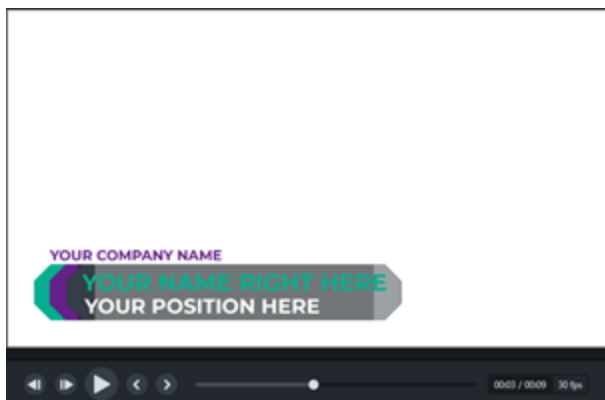 YOUR COMPANY NAME
YOUR NAME RIGHT HERE
YOUR POSITION HERE
00:03 / 00:09 30 fps